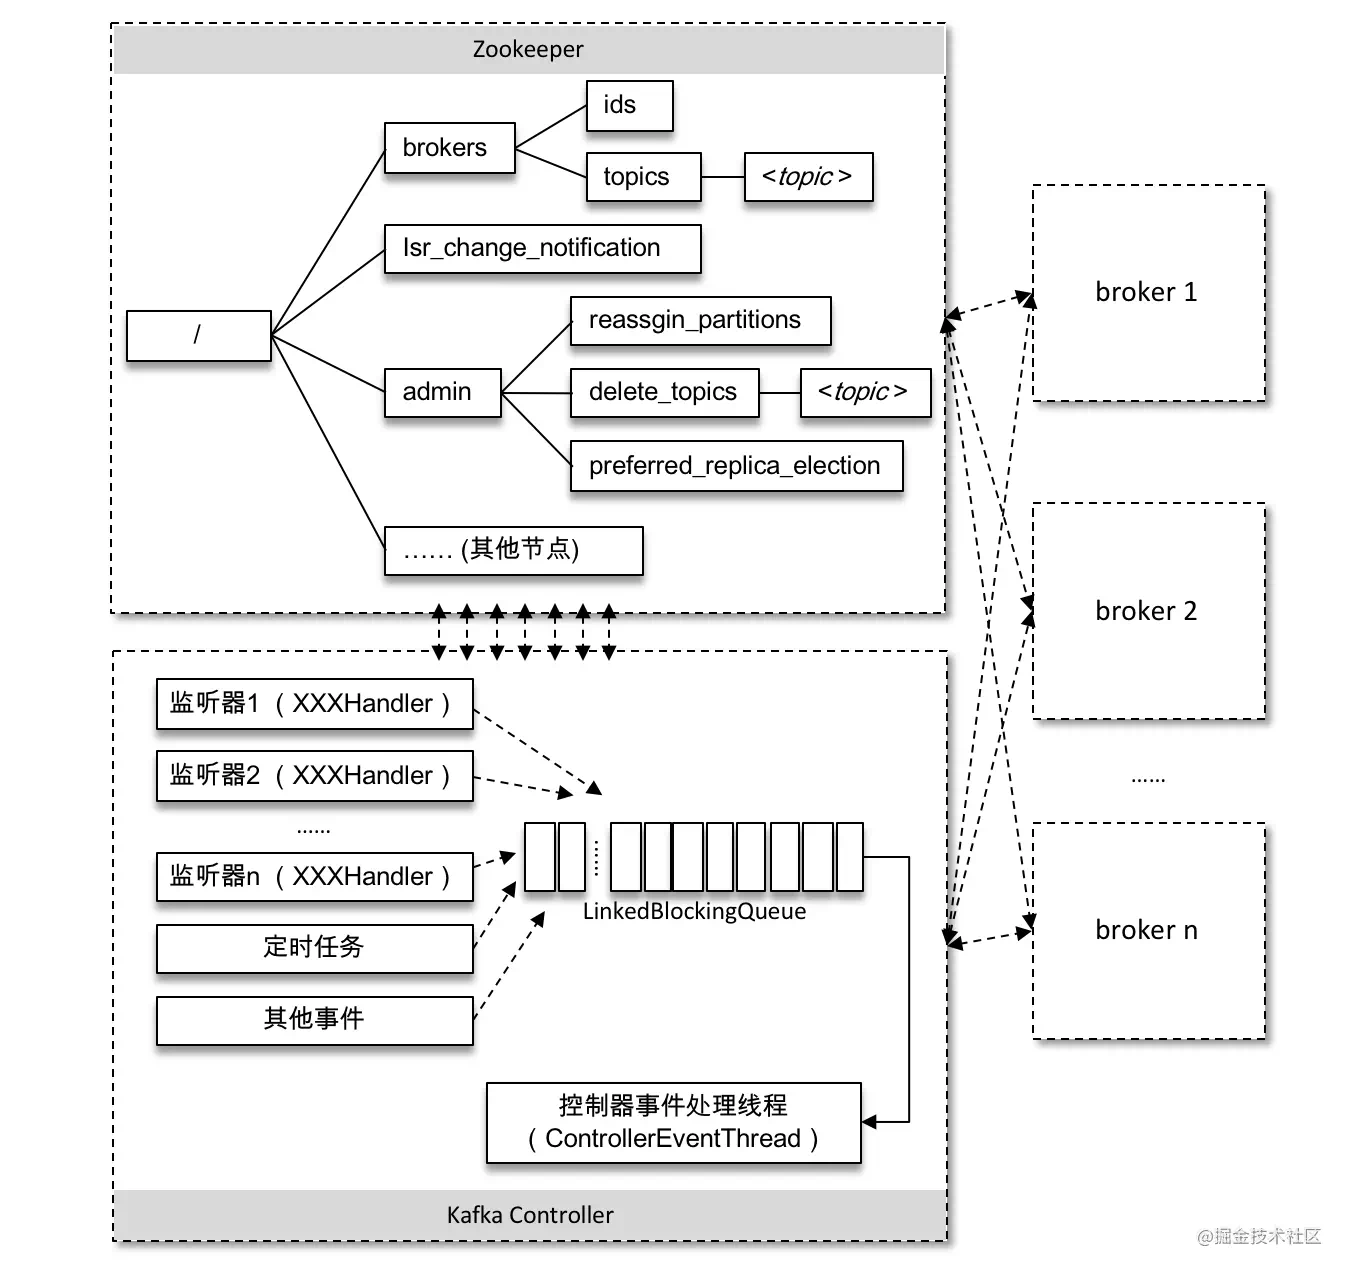 Zookeeper
ids
brokers
topics
<topic>
Isr_change_notification
/
reassgin_partitions
admin
delete_topics
<topic>
preferred_replica_election
…… (其他节点)
broker 1
broker 2
……
broker n
监听器1（XXXHandler）
监听器2（XXXHandler）
……
监听器n（XXXHandler）
定时任务
其他事件
……
LinkedBlockingQueue
控制器事件处理线程
（ControllerEventThread）
Kafka Controller
@掘金技术社区